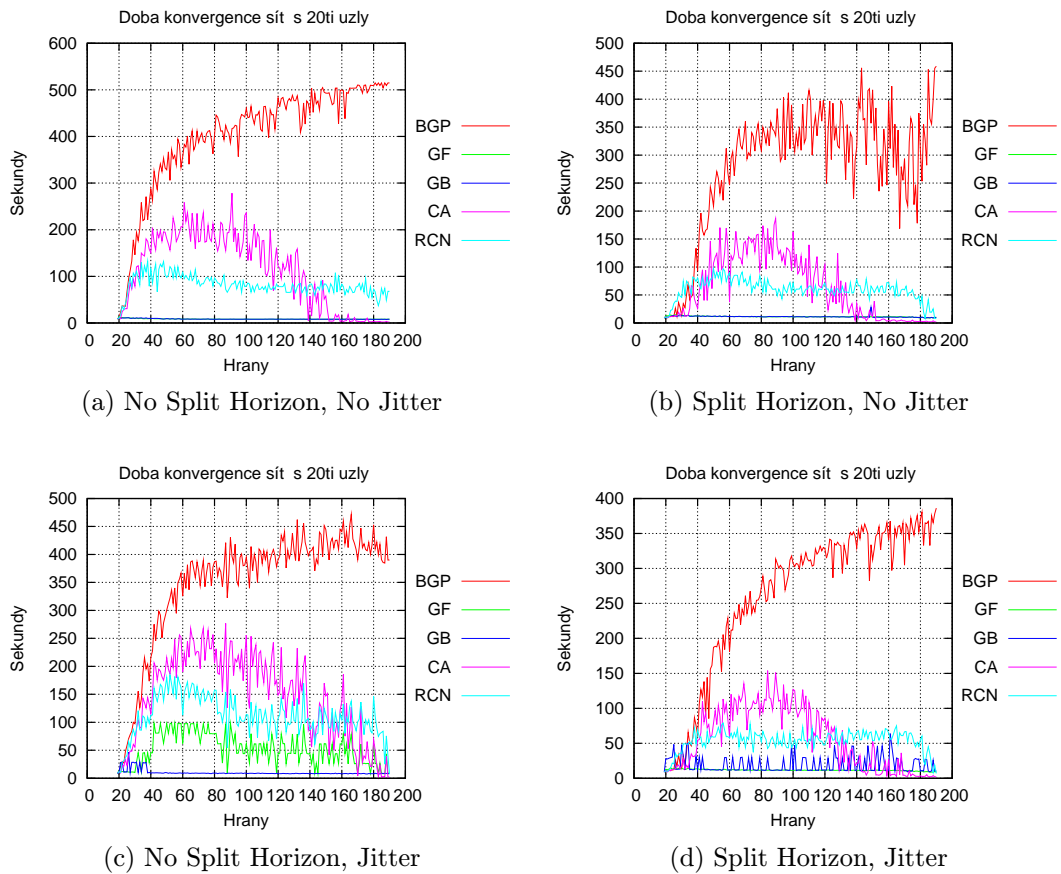 Doba konvergence sít s 20ti uzly
600
500
400
300
200
100
0
0 20 40 60 80 100 120 140 160 180 200
Sekundy
Hrany
BGP
GF
GB
CA
RCN
(a) No Split Horizon, No Jitter
Doba konvergence sít s 20ti uzly
500
450
400
350
300
250
200
150
100
50
0
0 20 40 60 80 100 120 140 160 180 200
Sekundy
Hrany
BGP
GF
GB
CA
RCN
(b) Split Horizon, No Jitter
Doba konvergence sít s 20ti uzly
500
450
400
350
300
250
200
150
100
50
0
0 20 40 60 80 100 120 140 160 180 200
Sekundy
Hrany
BGP
GF
GB
CA
RCN
(c) No Split Horizon, Jitter
Doba konvergence sít s 20ti uzly
400
350
300
250
200
150
100
50
0
0 20 40 60 80 100 120 140 160 180 200
Sekundy
Hrany
BGP
GF
GB
CA
RCN
(d) Split Horizon, Jitter